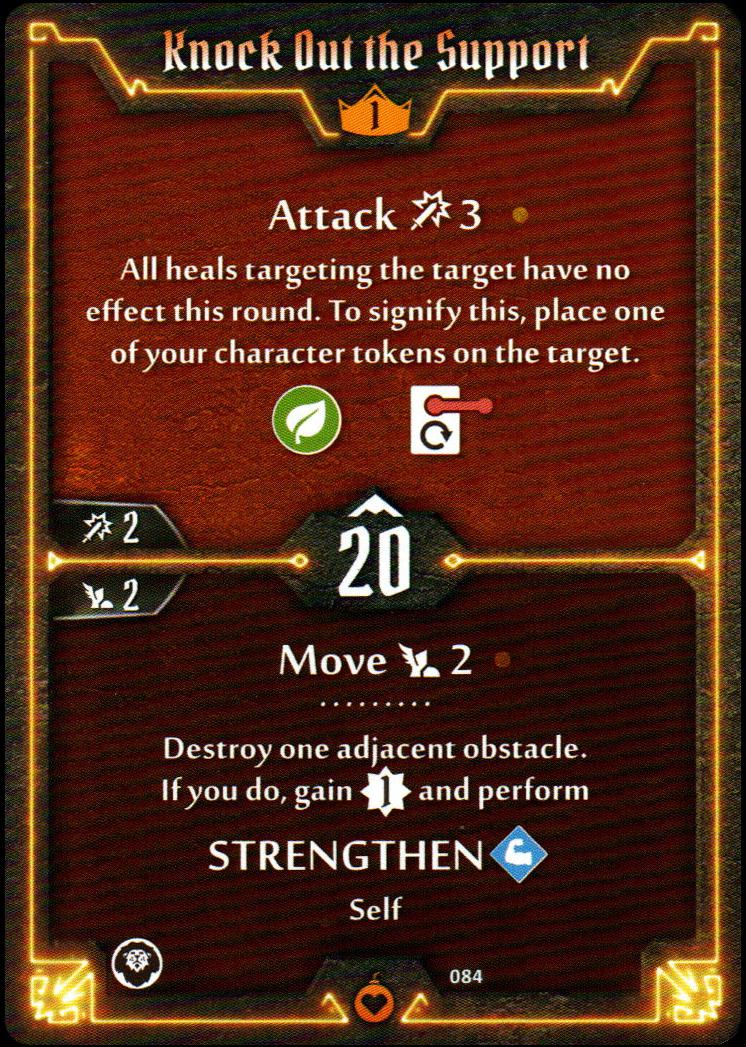 Knock Out the Support
1
Attack 3
All heals targeting the target have no
effect this round. To signify this, place one
of your character tokens on the target.
2
20
2
Move 2
.........
Destroy one adjacent obstacle.
If you do, gain 1 and perform
STRENGTHEN
Self
084